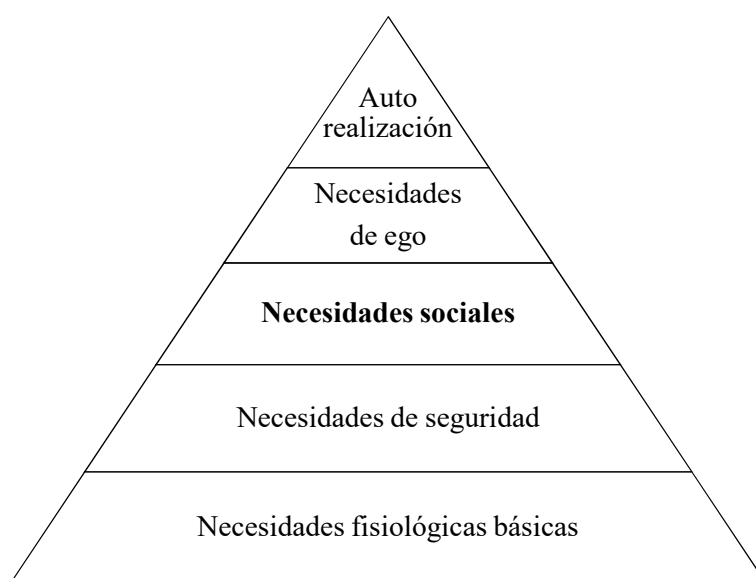 Auto
realización
Necesidades
de ego
Necesidades sociales
Necesidades de seguridad
Necesidades fisiológicas básicas